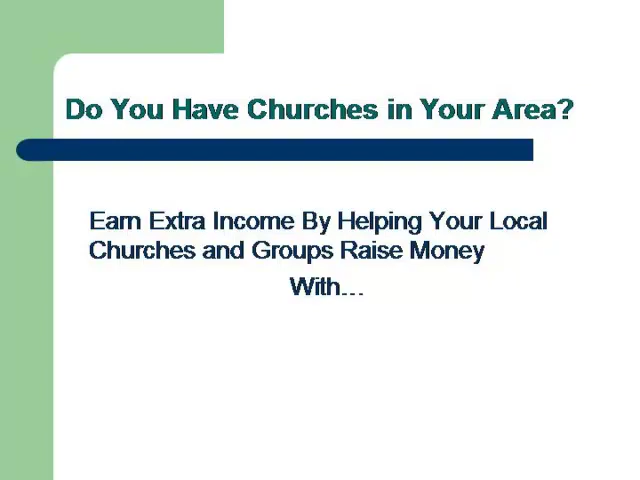 Do You Have Churches in Your Area?
Earn Extra Income By Helping Your Local
Churches and Groups Raise Money
With...